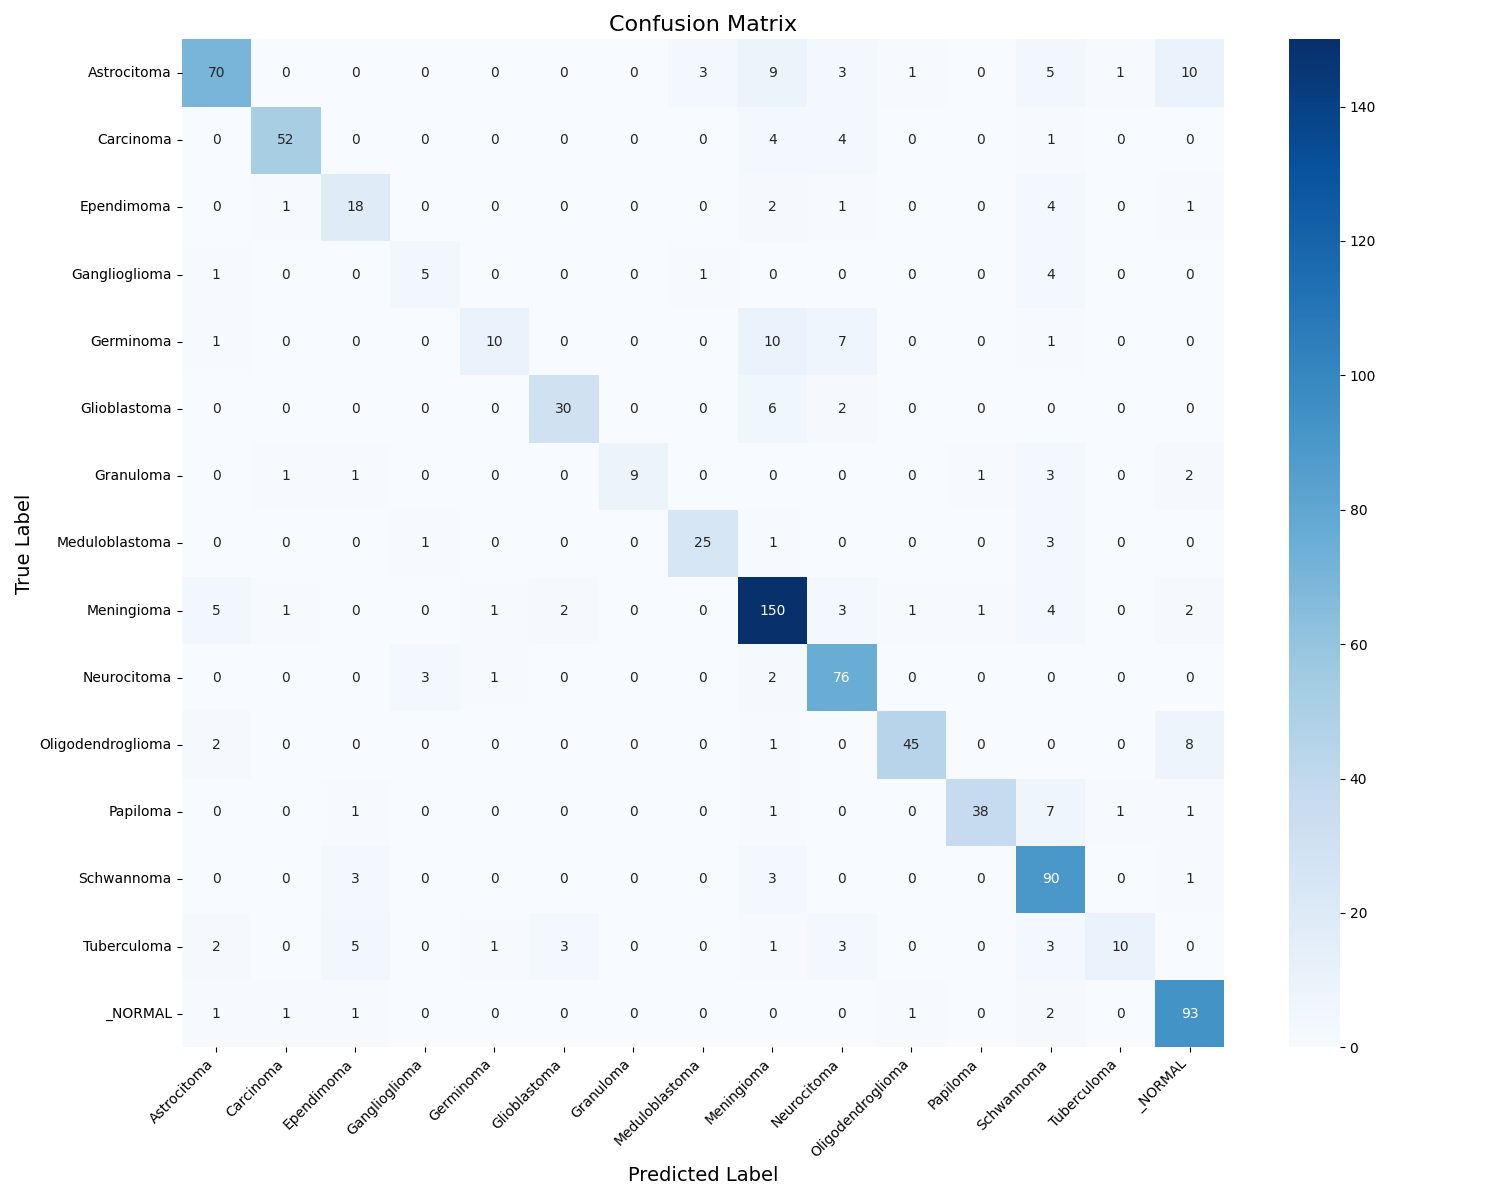 Confusion Matrix
Astrocitoma 70 0 0 0 0 0 0 3 9 3 1 0 5 1 10
Carcinoma 0 52 0 0 0 0 0 0 4 4 0 0 1 0 0
Ependimoma 0 1 18 0 0 0 0 0 2 1 0 0 4 0 1
Ganglioglioma 1 0 0 5 0 0 0 1 0 0 0 0 4 0 0
Germinoma 1 0 0 0 10 0 0 0 10 7 0 0 1 0 0
Glioblastoma 0 0 0 0 0 30 0 0 6 2 0 0 0 0 0
Granuloma 0 1 1 0 0 0 9 0 0 0 0 1 3 0 2
Meduloblastoma 0 0 0 1 0 0 0 25 1 0 0 0 3 0 0
Meningioma 5 1 0 0 1 2 0 0 150 3 1 1 4 0 2
Neurocitoma 0 0 0 3 1 0 0 0 2 76 0 0 0 0 0
Oligodendroglioma 2 0 0 0 0 0 0 0 1 0 45 0 0 0 8
Papiloma 0 0 1 0 0 0 0 0 1 0 0 38 7 1 1
Schwannoma 0 0 3 0 0 0 0 0 3 0 0 0 90 0 1
Tuberculoma 2 0 5 0 1 3 0 0 1 3 0 0 3 10 0
_NORMAL 1 1 1 0 0 0 0 0 0 0 1 0 2 0 93
True Label
Astrocitoma Carcinoma Ependimoma Ganglioglioma Germinoma Glioblastoma Granuloma Meduloblastoma Meningioma Neurocitoma Oligodendroglioma Papiloma Schwannoma Tuberculoma _NORMAL
Predicted Label
140
120
100
80
60
40
20
0